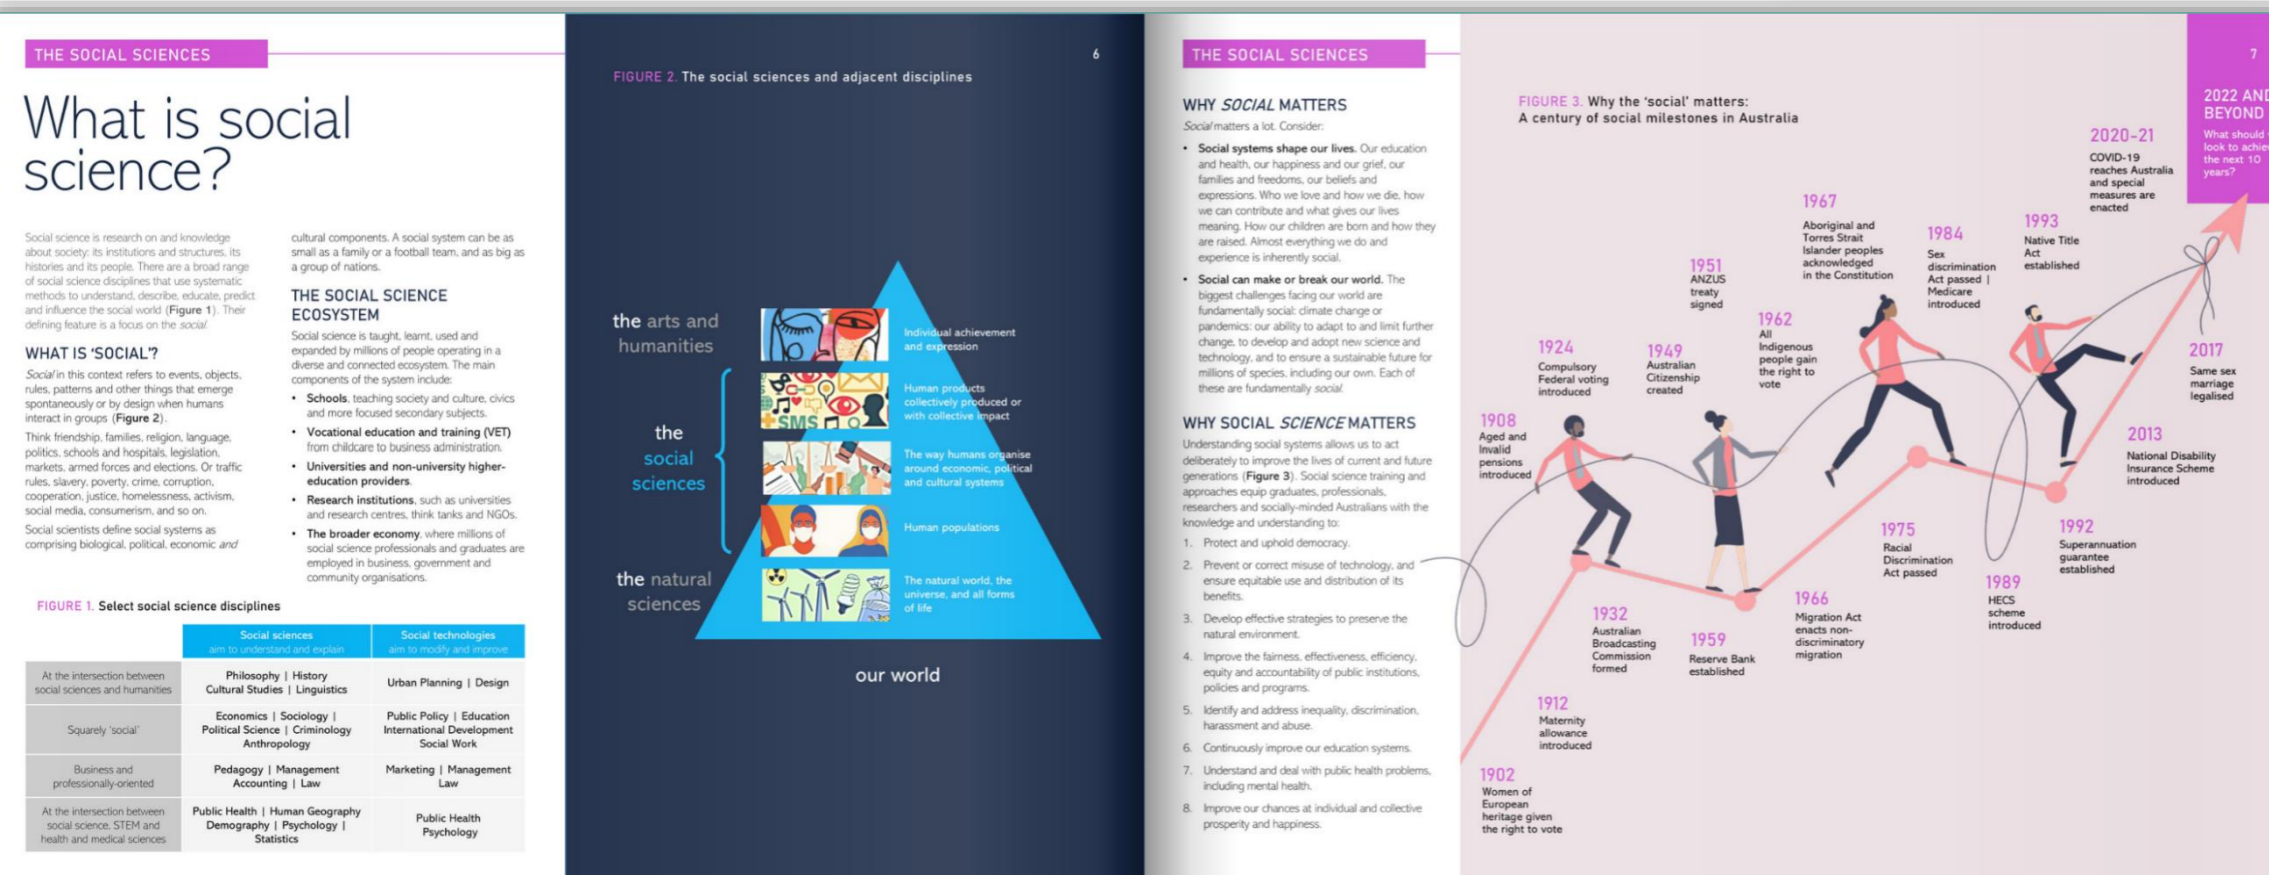 THE SOCIAL SCIENCES
What is social
science?
Social science is research on and knowledge
about society: its institutions and structures, its
histories and its people. There are a broad range
of social science disciplines that use systematic
methods to understand, describe, educate, predict
and influence the social world (Figure 1). Their
defining feature is a focus on the social.
WHAT IS ‘SOCIAL’?
Social in this context refers to events, objects,
rules, patterns and other things that emerge
spontaneously or by design when humans
interact in groups (Figure 2).
Think friendship, families, religion, language,
politics, schools and hospitals, legislation,
markets, armed forces and elections. Or traffic
rules, slavery, poverty, crime, corruption,
cooperation, justice, homelessness, activism,
social media, consumerism, and so on.
Social scientists define social systems as
comprising biological, political, economic and
cultural components. A social system can be as
small as a family or a football team, and as big as
a group of nations.
THE SOCIAL SCIENCE
ECOSYSTEM
Social science is taught, learnt, used and
expanded by millions of people operating in a
diverse and connected ecosystem. The main
components of the system include:
• Schools, teaching society and culture, civics
and more focused secondary subjects.
• Vocational education and training (VET)
from childcare to business administration.
• Universities and non-university higher-
education providers.
• Research institutions, such as universities
and research centres, think tanks and NGOs.
• The broader economy, where millions of
social science professionals and graduates are
employed in business, government and
community organisations.
FIGURE 1. Select social science disciplines
Social sciences
aim to understand and explain
Social technologies
aim to modify and improve
At the intersection between
social sciences and humanities
Philosophy | History
Cultural Studies | Linguistics
Urban Planning | Design
Squarely ‘social’
Economics | Sociology |
Political Science | Criminology
Anthropology
Public Policy | Education
International Development
Social Work
Business and
professionally-oriented
Pedagogy | Management
Accounting | Law
Marketing | Management
Law
At the intersection between
social science, STEM and
health and medical sciences
Public Health | Human Geography
Demography | Psychology |
Statistics
Public Health
Psychology
6
FIGURE 2. The social sciences and adjacent disciplines
the arts and
humanities
Individual achievement
and expression
Human products
collectively produced or
with collective impact
SMS
the
social
sciences
The way humans organise
around economic, political
and cultural systems
Human populations
the natural
sciences
The natural world, the
universe, and all forms
of life
our world
THE SOCIAL SCIENCES
WHY SOCIAL MATTERS
Social matters a lot. Consider:
• Social systems shape our lives. Our education
and health, our happiness and our grief, our
families and freedoms, our beliefs and
expressions. Who we love and how we die, how
we can contribute and what gives our lives
meaning. How our children are born and how they
are raised. Almost everything we do and
experience is inherently social.
• Social can make or break our world. The
biggest challenges facing our world are
fundamentally social: climate change or
pandemics: our ability to adapt to and limit further
change, to develop and adopt new science and
technology, and to ensure a sustainable future for
millions of species, including our own. Each of
these are fundamentally social.
WHY SOCIAL SCIENCE MATTERS
Understanding social systems allows us to act
deliberately to improve the lives of current and future
generations (Figure 3). Social science training and
approaches equip graduates, professionals,
researchers and socially-minded Australians with the
knowledge and understanding to:
1. Protect and uphold democracy.
2. Prevent or correct misuse of technology, and
ensure equitable use and distribution of its
benefits.
3. Develop effective strategies to preserve the
natural environment.
4. Improve the fairness, effectiveness, efficiency,
equity and accountability of public institutions,
policies and programs.
5. Identify and address inequality, discrimination,
harassment and abuse.
6. Continuously improve our education systems.
7. Understand and deal with public health problems,
including mental health.
8. Improve our chances at individual and collective
prosperity and happiness.
7
FIGURE 3. Why the ‘social’ matters:
A century of social milestones in Australia
1902
Women of
European
heritage given
the right to vote
1908
Aged and
Invalid
pensions
introduced
1912
Maternity
allowance
introduced
1924
Compulsory
Federal voting
introduced
1932
Australian
Broadcasting
Commission
formed
1949
Australian
Citizenship
created
1951
ANZUS
treaty
signed
1959
Reserve Bank
established
1962
All
Indigenous
people gain
the right to
vote
1966
Migration Act
enacts non-
discriminatory
migration
1967
Aboriginal and
Torres Strait
Islander peoples
acknowledged
in the Constitution
1975
Racial
Discrimination
Act passed
1984
Sex
discrimination
Act passed |
Medicare
introduced
1989
HECS
scheme
introduced
1992
Superannuation
guarantee
established
1993
Native Title
Act
established
2013
National Disability
Insurance Scheme
introduced
2017
Same sex
marriage
legalised
2020-21
COVID-19
reaches Australia
and special
measures are
enacted
2022 AND
BEYOND
What should
look to achie
the next 10
years?